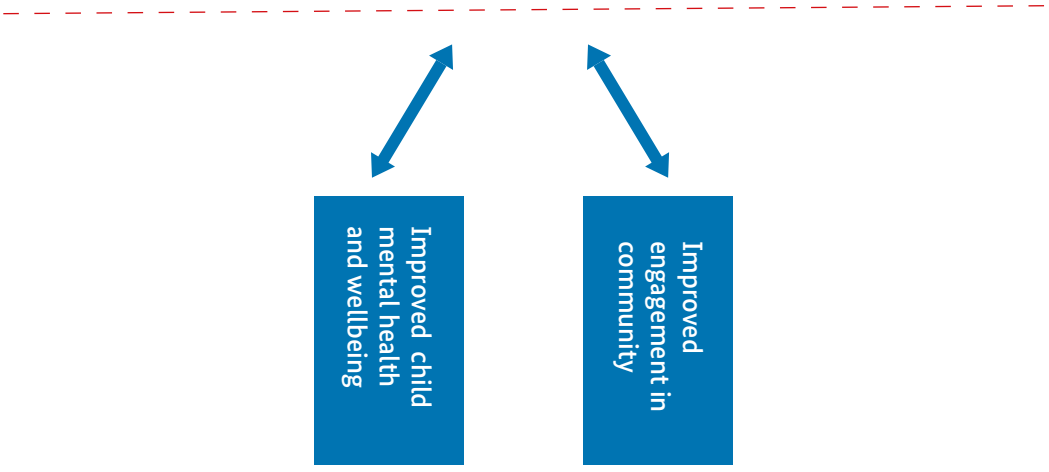 Improved child
mental health
and wellbeing
Improved
engagement in
community